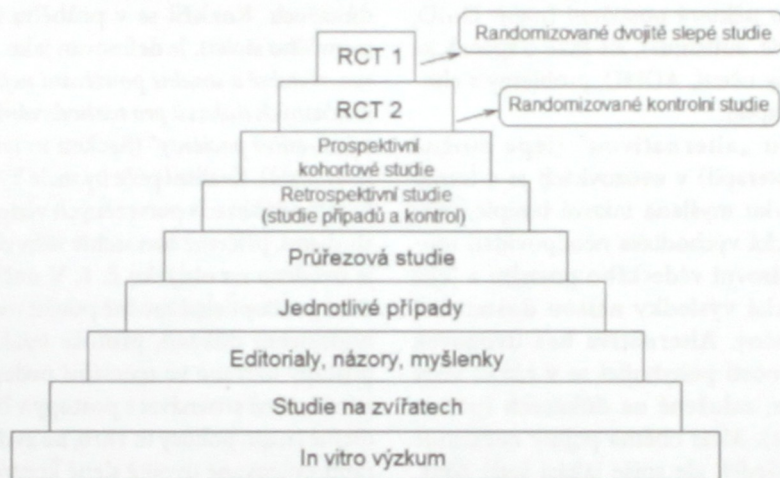 RCT 1
Randomizované dvojitě slepé studie
RCT 2
Randomizované kontrolní studie
Prospektivní
kohortové studie
Retrospektivní studie
(studie případů a kontrol)
Průřezová studie
Jednotlivé případy
Editorialy, názory, myšlenky
Studie na zvířatech
In vitro výzkum